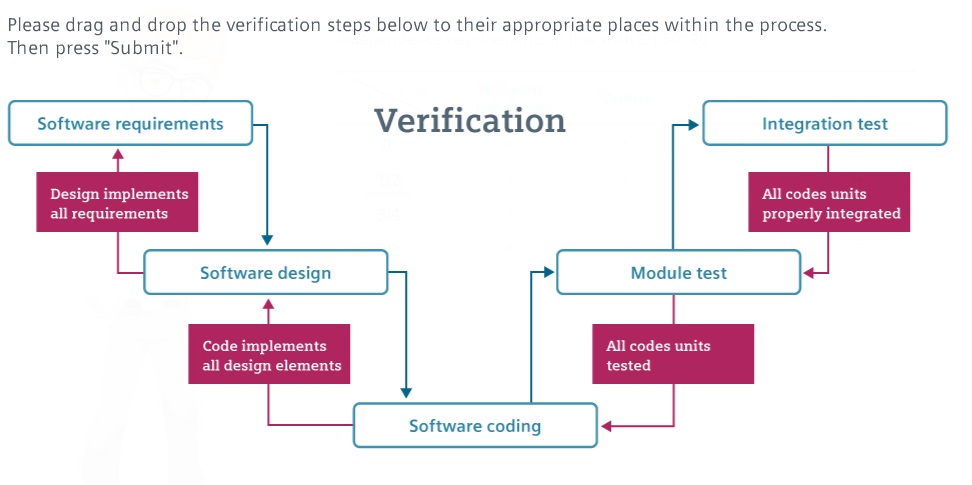 Please drag and drop the verification steps below to their appropriate places within the process.
Then press "Submit".
Software requirements
Verification
Integration test
Design implements
all requirements
All codes units
properly integrated
Software design
Module test
Code implements
all design elements
All codes units
tested
Software coding